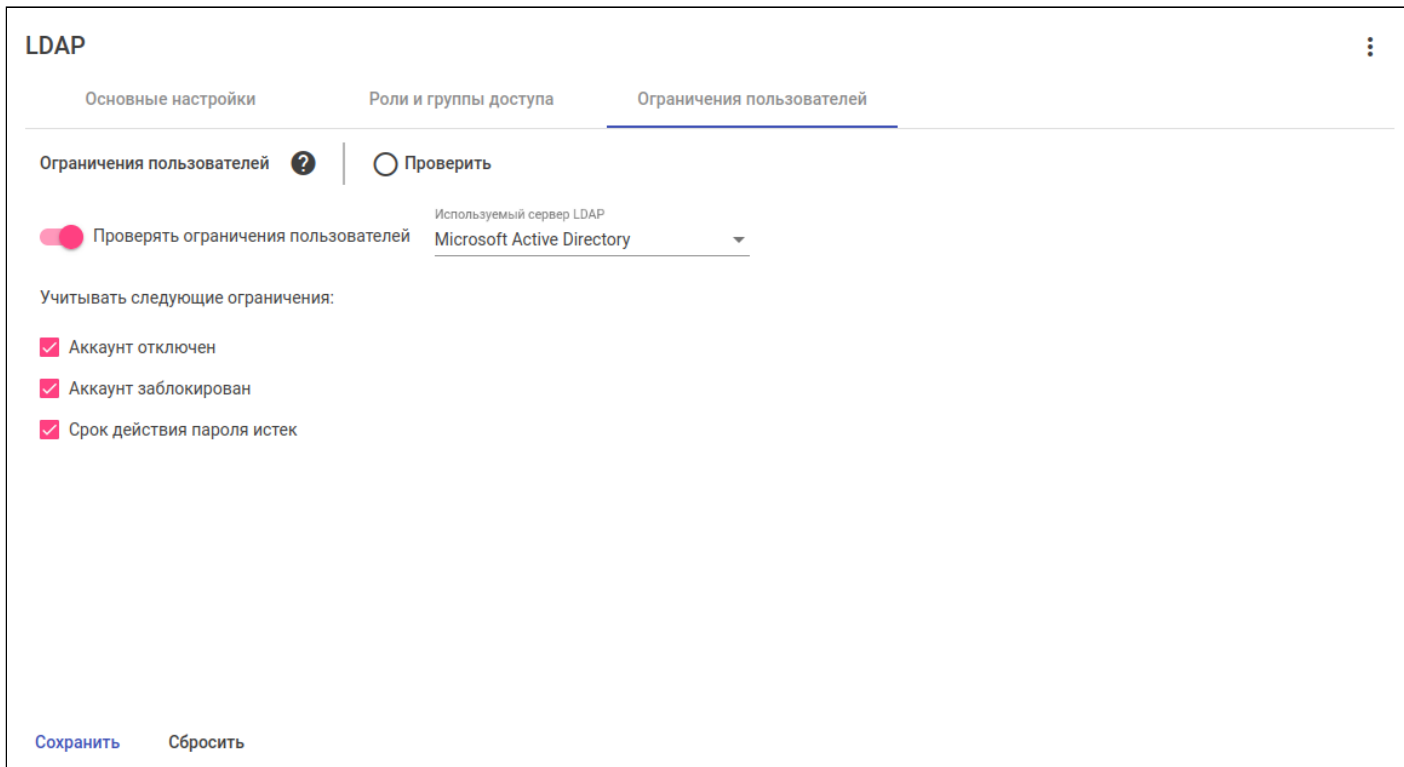 LDAP
Основные настройки Роли и группы доступа Ограничения пользователей
Ограничения пользователей ? Проверить
Используемый сервер LDAP
Проверять ограничения пользователей Microsoft Active Directory
Учитывать следующие ограничения:
Аккаунт отключен
Аккаунт заблокирован
Срок действия пароля истек
Сохранить Сбросить